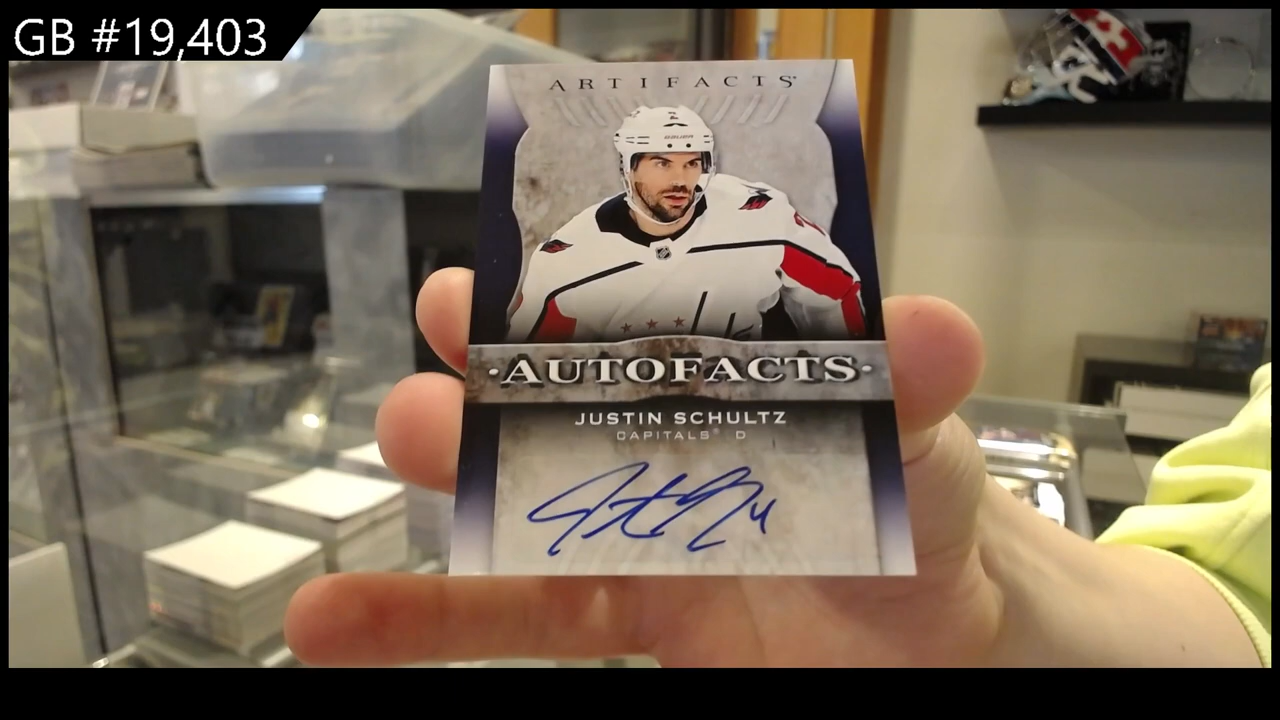 GB #19,403
ARTIFACTS
AUTOFACTS
JUSTIN SCHULTZ
CAPITALS® D